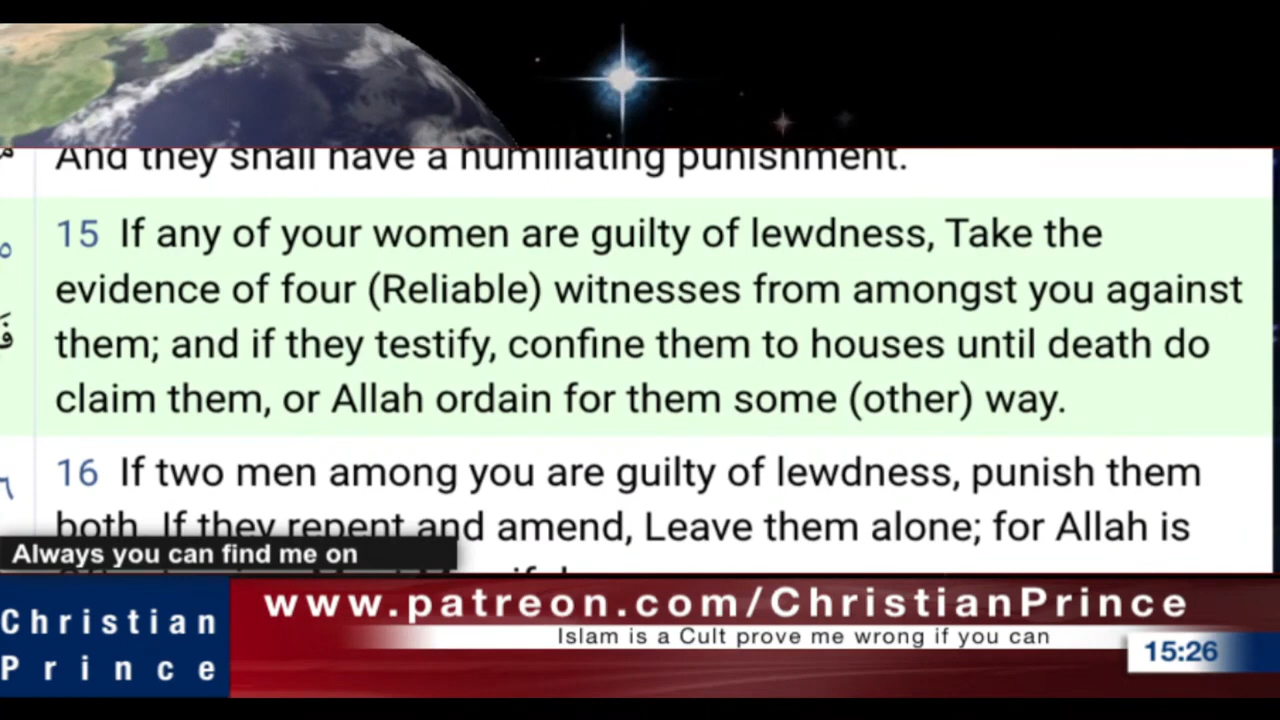 And they shall have a humiliating punishment.
15 If any of your women are guilty of lewdness, Take the
evidence of four (Reliable) witnesses from amongst you against
them; and if they testify, confine them to houses until death do
claim them, or Allah ordain for them some (other) way.
16 If two men among you are guilty of lewdness, punish them
both. If they repent and amend, Leave them alone; for Allah is
Always you can find me on
Christian
Prince
www.patreon.com/ChristianPrince
Islam is a Cult prove me wrong if you can
15:26